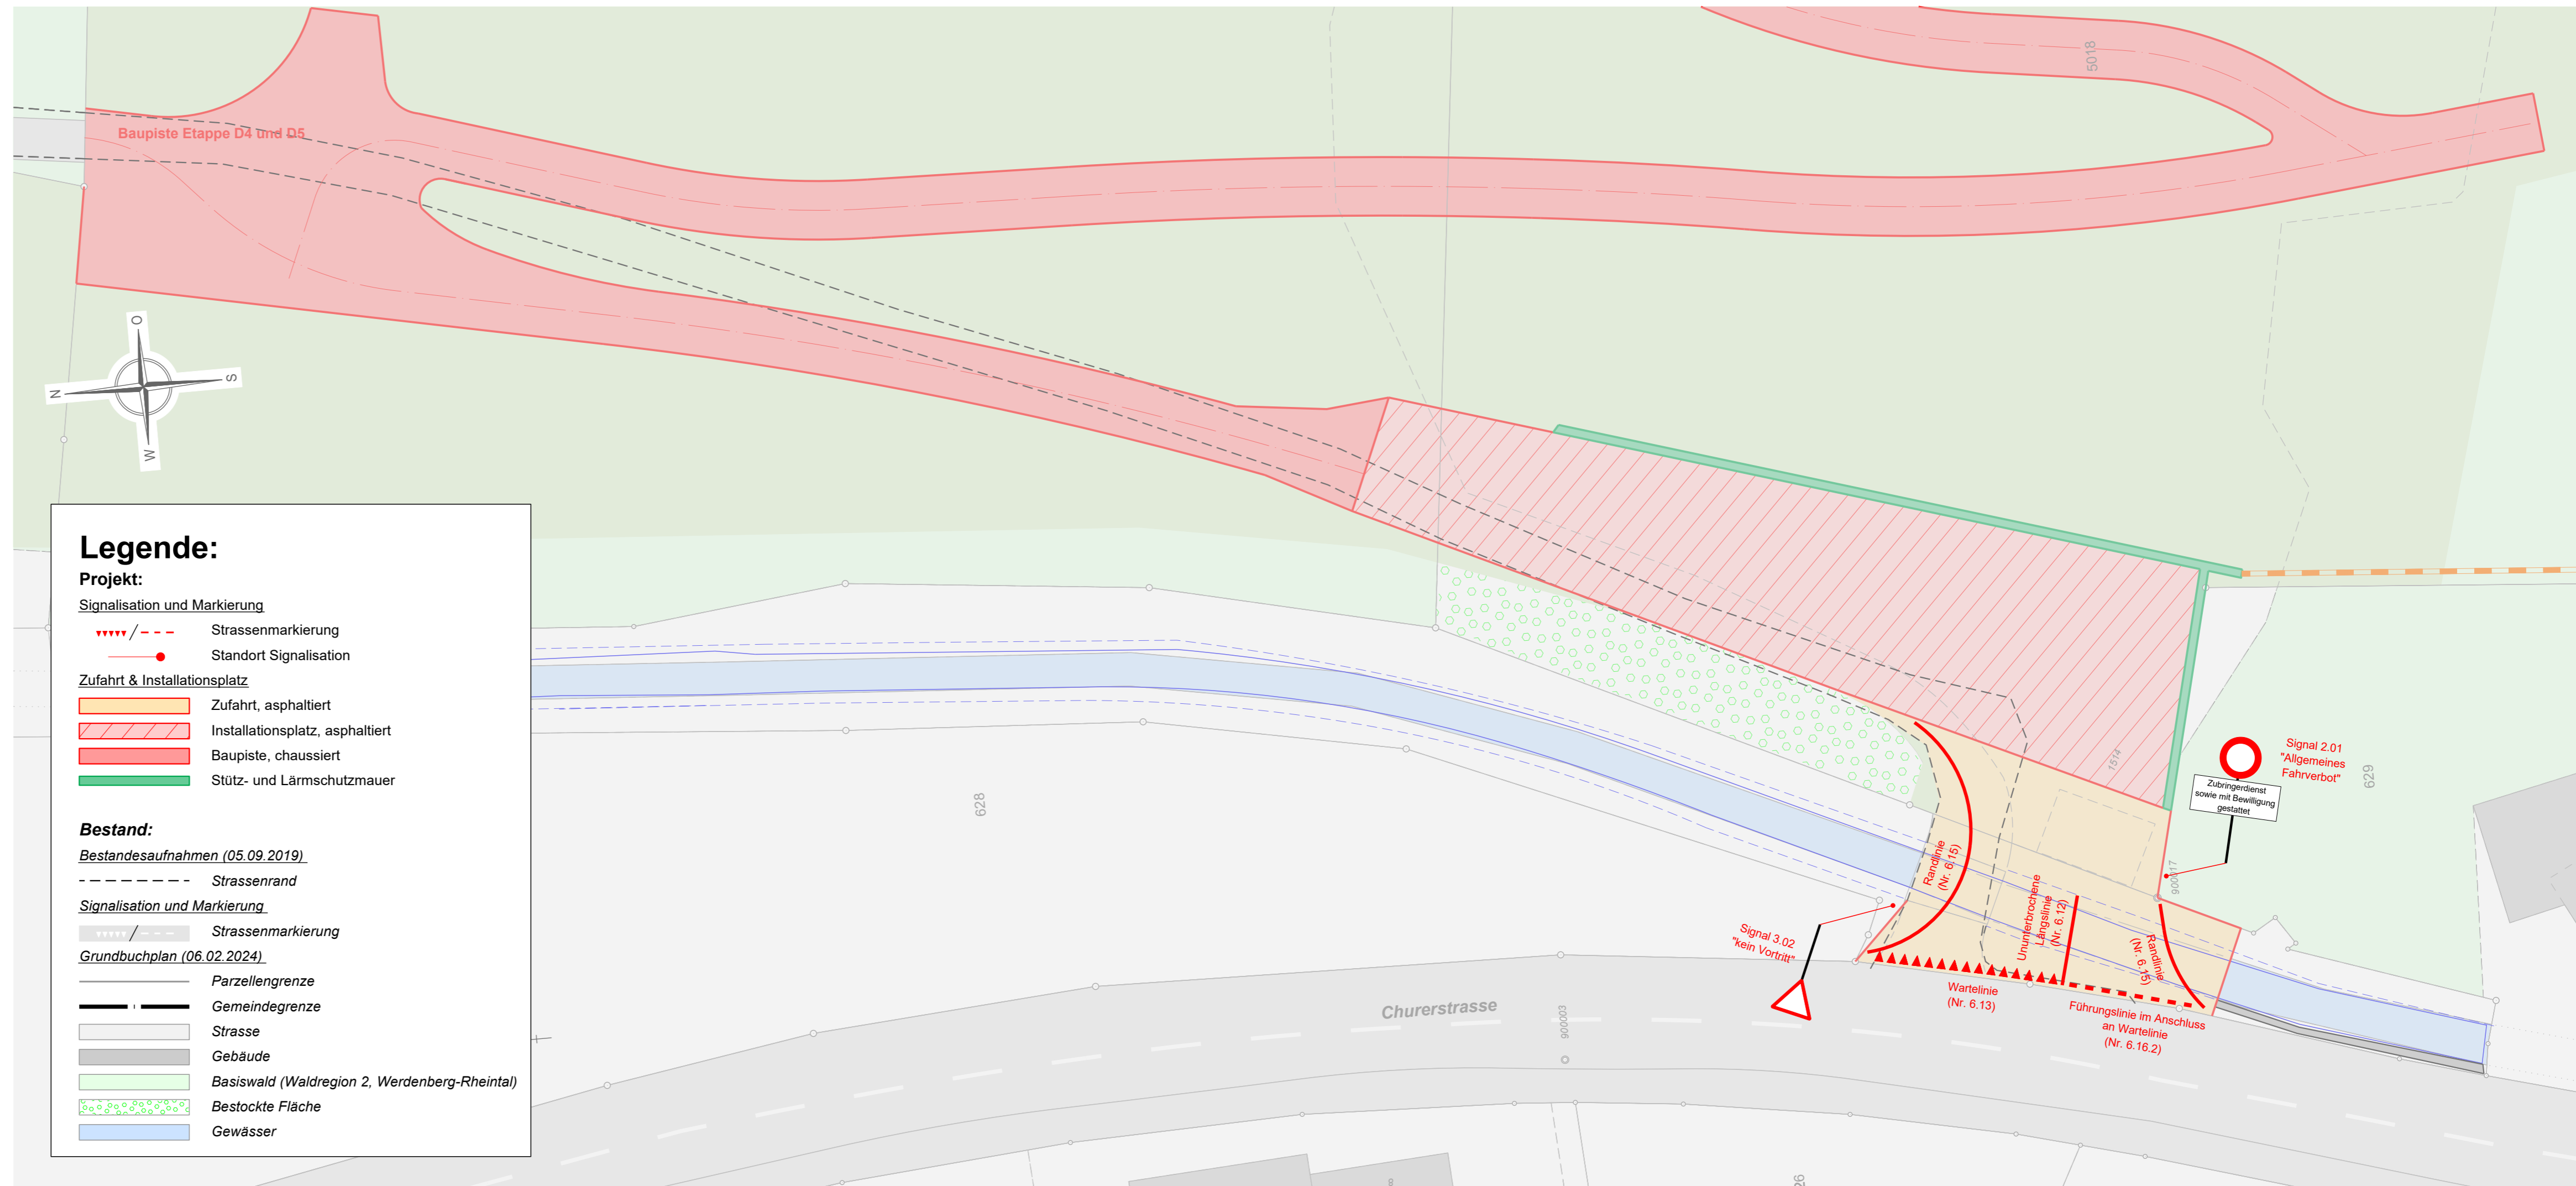 Baupiste Etappe D4 und D5
5018
O
N
S
W
Legende:
Projekt:
Signalisation und Markierung
Strassenmarkierung
Standort Signalisation
Zufahrt & Installationsplatz
Zufahrt, asphaltiert
Installationsplatz, asphaltiert
Baupiste, chaussiert
Stütz- und Lärmschutzmauer
Bestand:
Bestandesaufnahmen (05.09.2019)
Strassenrand
Signalisation und Markierung
Strassenmarkierung
Grundbuchplan (06.02.2024)
Parzellengrenze
Gemeindegrenze
Strasse
Gebäude
Basiswald (Waldregion 2, Werdenberg-Rheintal)
Bestockte Fläche
Gewässer
628
1514
Signal 2.01
"Allgemeines
Fahrverbot"
Zubringerdienst
sowie mit Bewilligung
gestattet
629
900017
Randlinie
(Nr. 6.15)
Ununterbrochene
Längslinie
(Nr. 6.12)
Randlinie
(Nr. 6.15)
Signal 3.02
"kein Vortritt"
Wartelinie
(Nr. 6.13)
Führungslinie im Anschluss
an Wartelinie
(Nr. 6.16.2)
Churerstrasse
900003
26